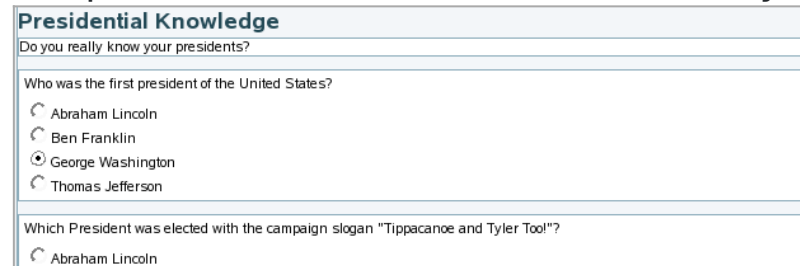 Presidential Knowledge
Do you really know your presidents?
Who was the first president of the United States?
Abraham Lincoln
Ben Franklin
George Washington
Thomas Jefferson
Which President was elected with the campaign slogan "Tippacanoe and Tyler Too!"?
Abraham Lincoln